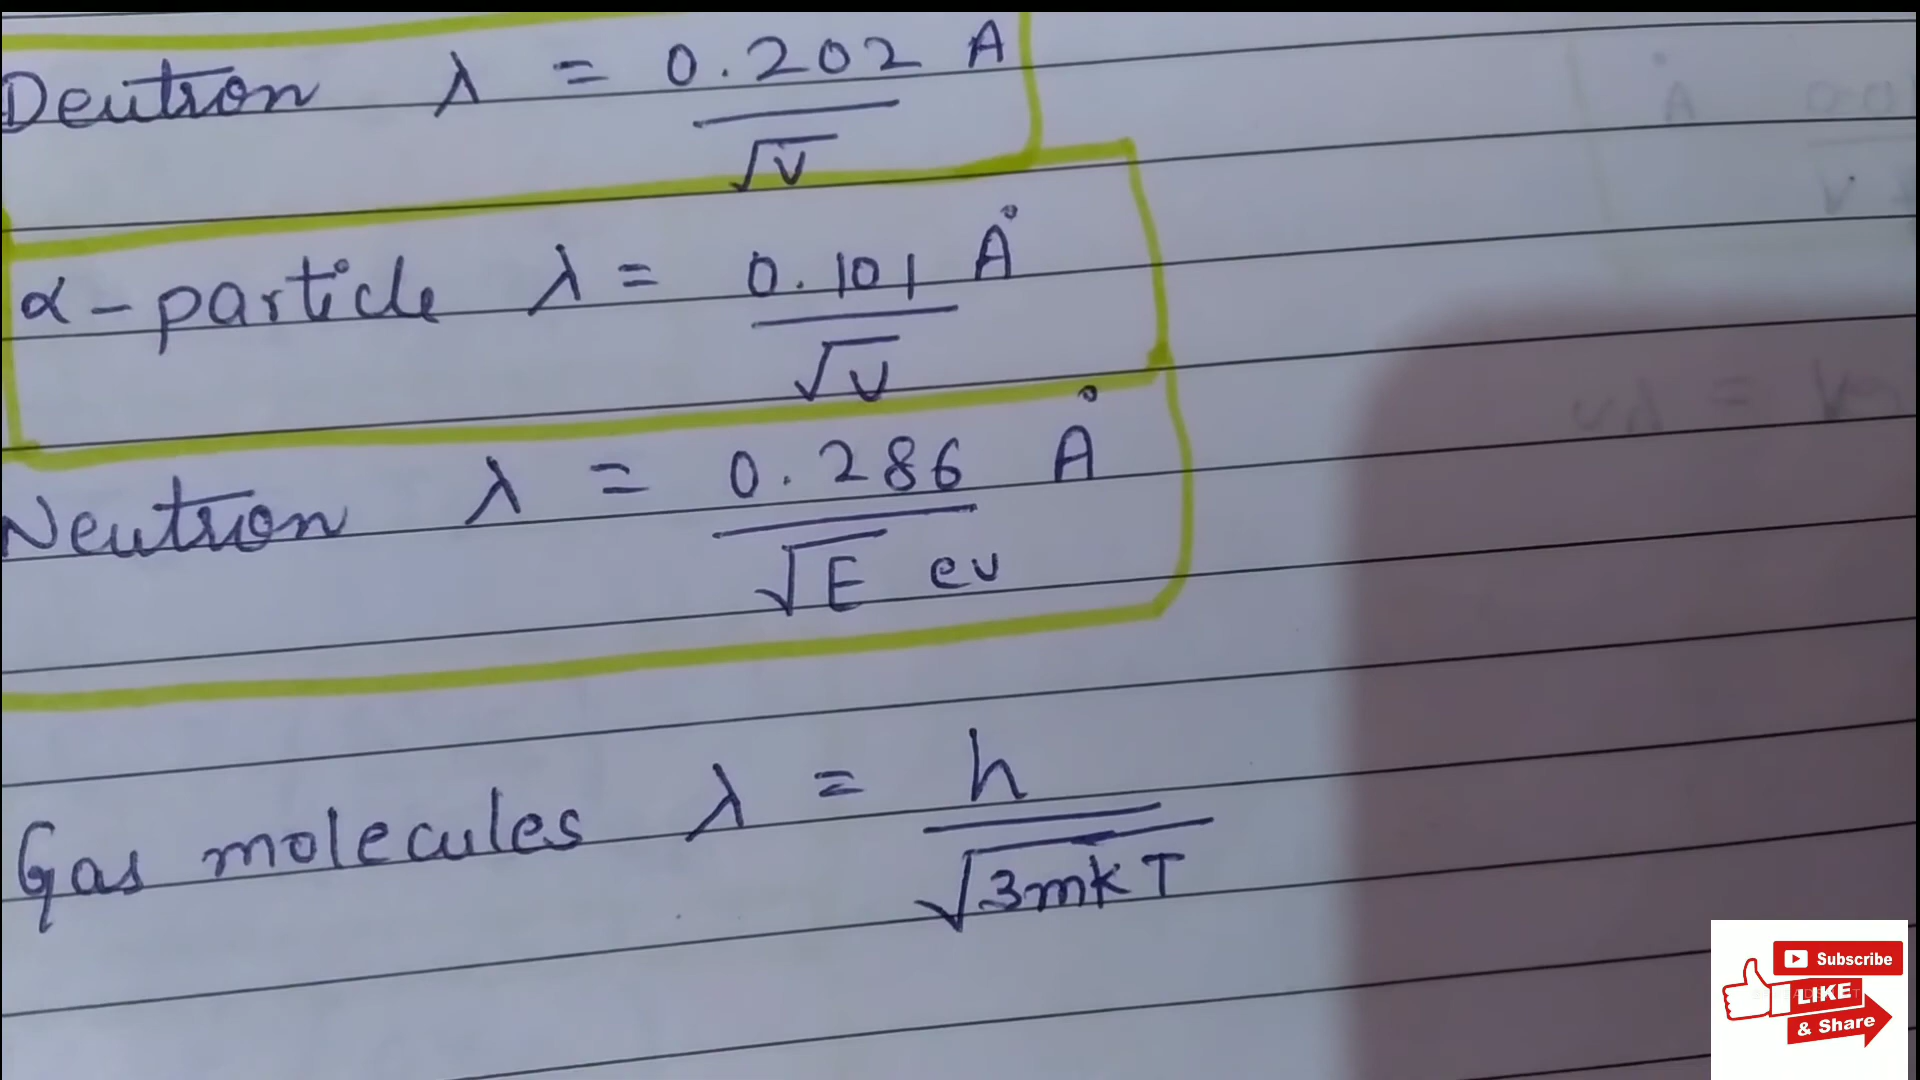 Deutron λ = 0.202 A
√V
α-particle λ = 0.101 Å
√V
Neutron λ = 0.286 Å
√E ev
Gas molecules λ = h
√3mkT
Subscribe
LIKE
& Share